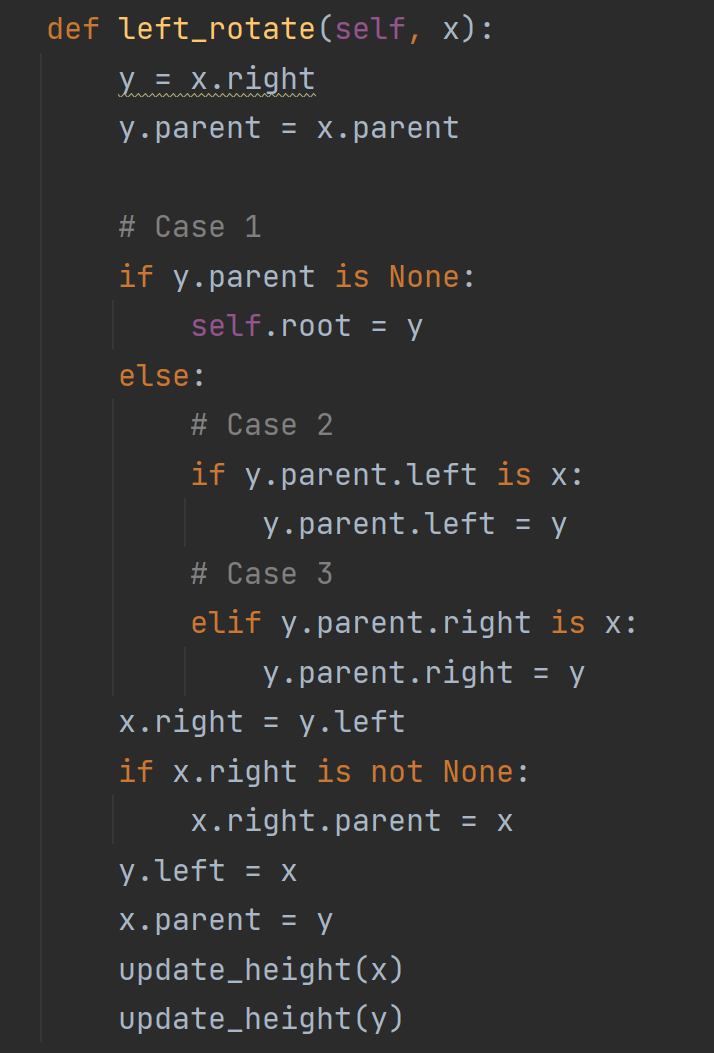 def left_rotate(self, x):
    y = x.right
    y.parent = x.parent

    # Case 1
    if y.parent is None:
        self.root = y
    else:
        # Case 2
        if y.parent.left is x:
            y.parent.left = y
        # Case 3
        elif y.parent.right is x:
            y.parent.right = y
    x.right = y.left
    if x.right is not None:
        x.right.parent = x
    y.left = x
    x.parent = y
    update_height(x)
    update_height(y)